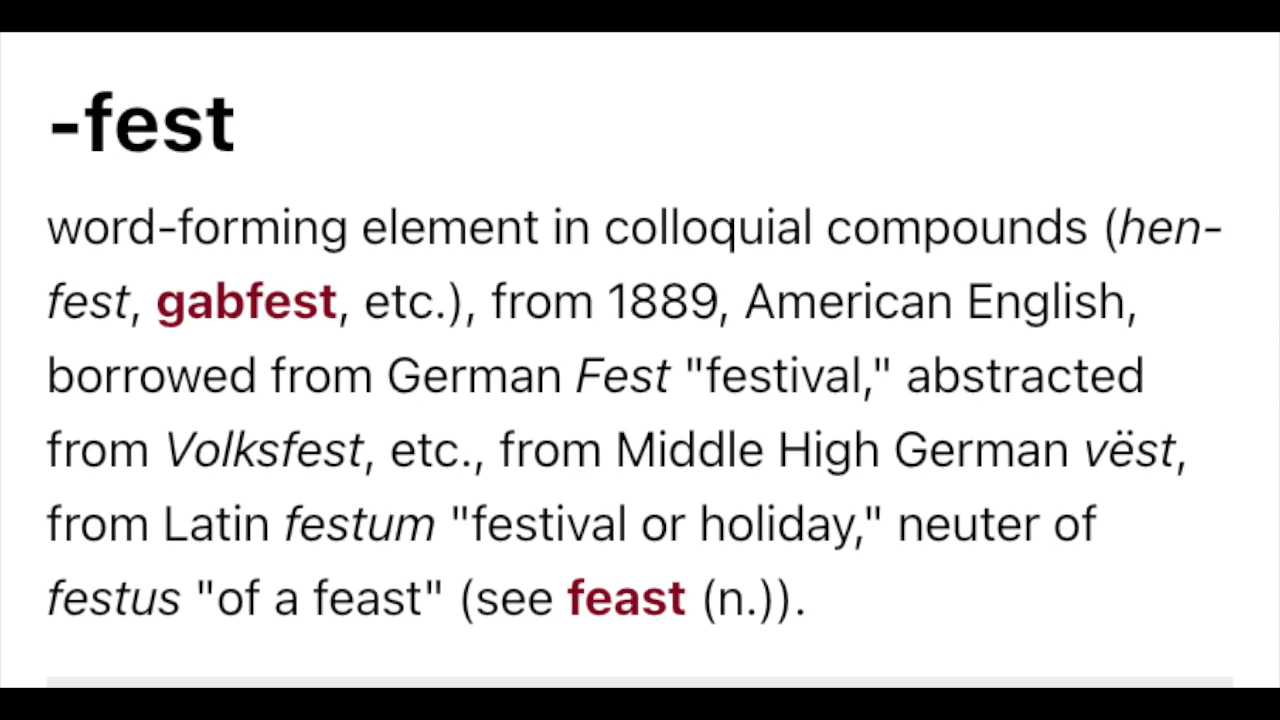 -fest
word-forming element in colloquial compounds (hen-
fest, gabfest, etc.), from 1889, American English,
borrowed from German Fest "festival," abstracted
from Volksfest, etc., from Middle High German vëst,
from Latin festum "festival or holiday," neuter of
festus "of a feast" (see feast (n.)).